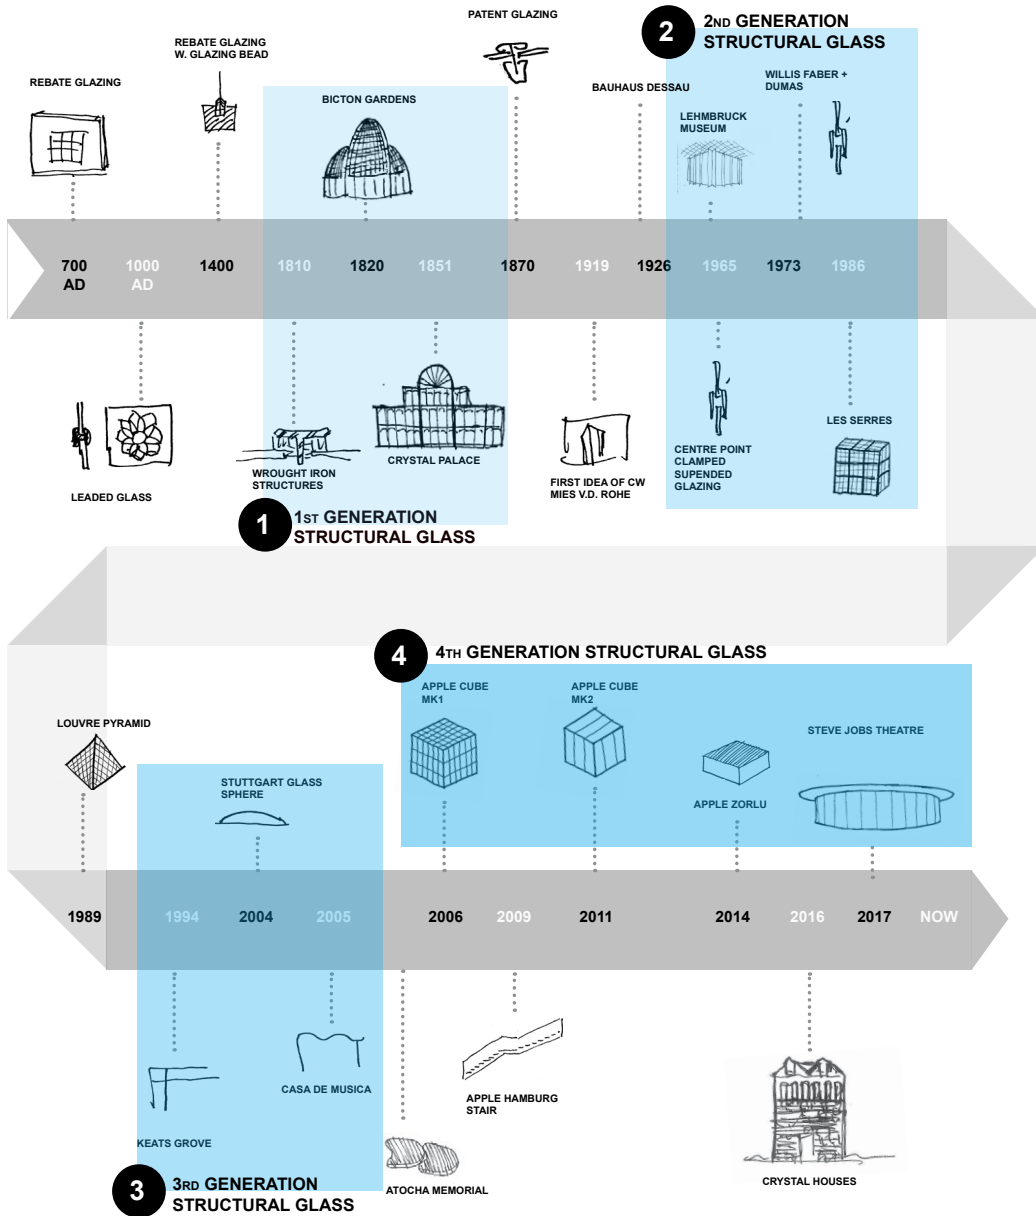 PATENT GLAZING
2
2ND GENERATION
STRUCTURAL GLASS
REBATE GLAZING
W. GLAZING BEAD
REBATE GLAZING
BICTON GARDENS
BAUHAUS DESSAU
WILLIS FABER +
DUMAS
LEHMBRUCK
MUSEUM
700
AD
1000
AD
1400
1810
1820
1851
1870
1919
1926
1965
1973
1986
LEADED GLASS
WROUGHT IRON
STRUCTURES
CRYSTAL PALACE
FIRST IDEA OF CW
MIES V.D. ROHE
CENTRE POINT
CLAMPED
SUPENDED
GLAZING
LES SERRES
1
1ST GENERATION
STRUCTURAL GLASS
4
4TH GENERATION STRUCTURAL GLASS
LOUVRE PYRAMID
STUTTGART GLASS
SPHERE
APPLE CUBE
MK1
APPLE CUBE
MK2
APPLE ZORLU
STEVE JOBS THEATRE
1989
1994
2004
2005
2006
2009
2011
2014
2016
2017
NOW
KEATS GROVE
CASA DE MUSICA
ATOCHA MEMORIAL
APPLE HAMBURG
STAIR
CRYSTAL HOUSES
3
3RD GENERATION
STRUCTURAL GLASS